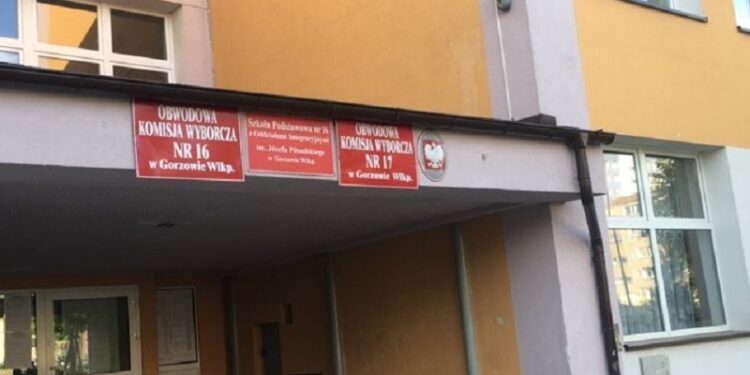 OBWODOWA
KOMISJA WYBORCZA
NR 16
w Gorzowie Wlkp.
Szkoła Podstawowa nr 16
z Oddziałami Integracyjnymi
im. Józefa Piłsudskiego
w Gorzowie Wlkp.
OBWODOWA
KOMISJA WYBORCZA
NR 17
w Gorzowie Wlkp.